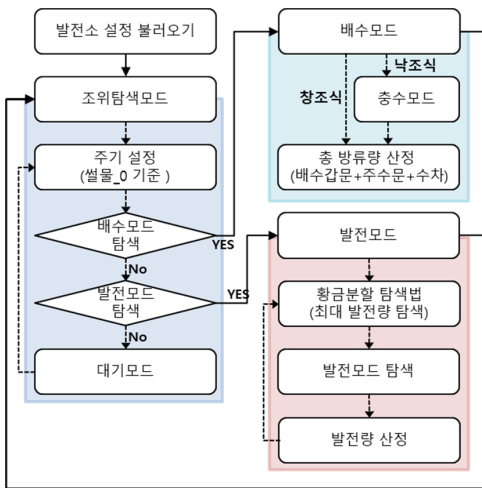 발전소 설정 불러오기
조위탐색모드
주기 설정
(썰물_0 기준 )
배수모드
탐색
YES
No
발전모드
탐색
YES
No
대기모드
배수모드
낙조식
창조식
충수모드
총 방류량 산정
(배수갑문+주수문+수차)
발전모드
황금분할 탐색법
(최대 발전량 탐색)
발전모드 탐색
발전량 산정